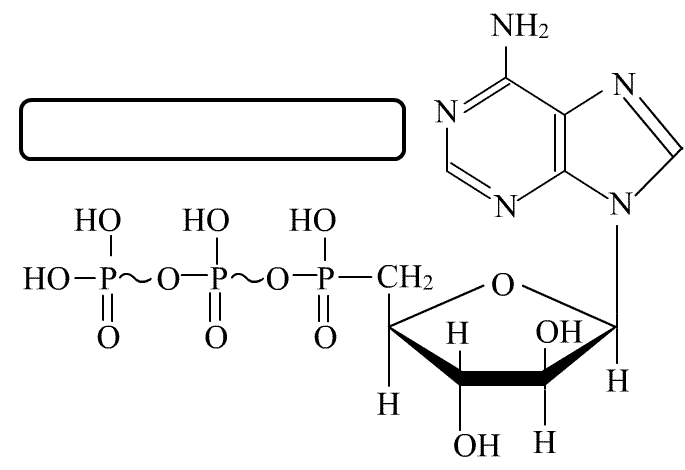 NH2
N N
N N
HO HO HO
HO P O P O P CH2 O
O O O H OH
H H
OH H